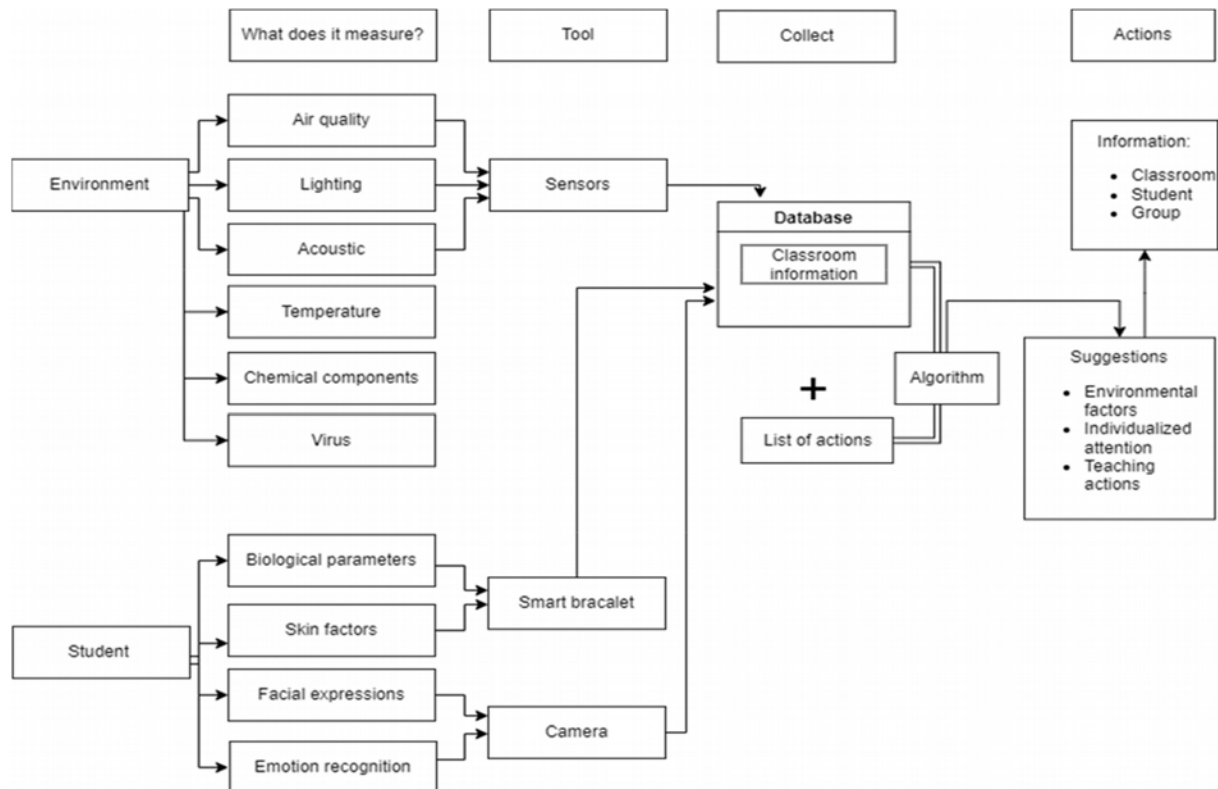 What does it measure?
Tool
Collect
Actions
Air quality
Environment
Lighting
Sensors
Acoustic
Temperature
Chemical components
Virus
Database
Classroom
information
Information:
• Classroom
• Student
• Group
+
Algorithm
List of actions
Suggestions
• Environmental
factors
• Individualized
attention
• Teaching
actions
Biological parameters
Smart bracalet
Skin factors
Student
Facial expressions
Camera
Emotion recognition